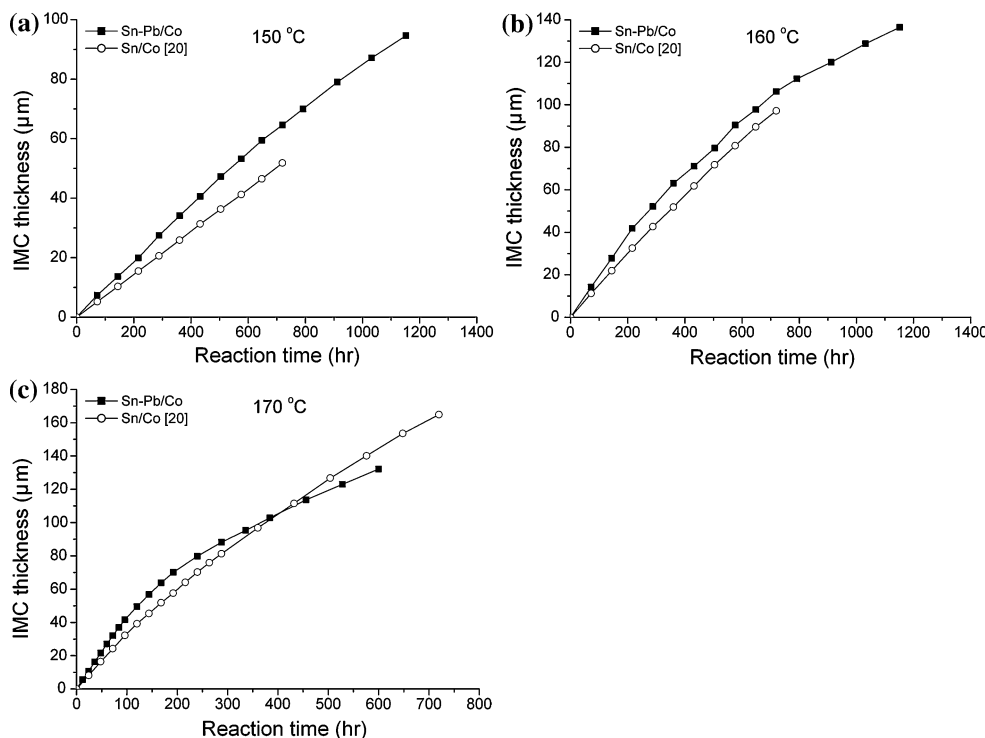 (a)
Sn-Pb/Co
Sn/Co [20]
150 °C
IMC thickness (μm)
100
80
60
40
20
0
0 200 400 600 800 1000 1200 1400
Reaction time (hr)
(b)
Sn-Pb/Co
Sn/Co [20]
160 °C
IMC thickness (μm)
140
120
100
80
60
40
20
0
0 200 400 600 800 1000 1200 1400
Reaction time (hr)
(c)
Sn-Pb/Co
Sn/Co [20]
170 °C
IMC thickness (μm)
180
160
140
120
100
80
60
40
20
0
0 100 200 300 400 500 600 700 800
Reaction time (hr)